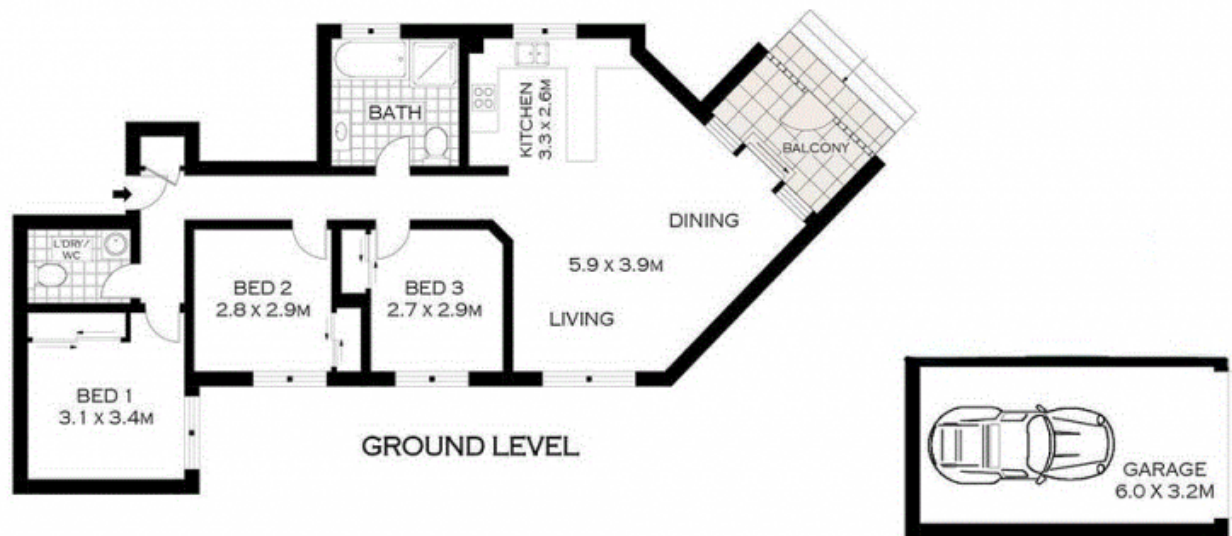 BATH
KITCHEN
3.3 X 2.6M
BALCONY
DINING
5.9 X 3.9M
LIVING
L'DRY/
WC
BED 2
2.8 X 2.9M
BED 3
2.7 X 2.9M
BED 1
3.1 X 3.4M
GROUND LEVEL
GARAGE
6.0 X 3.2M